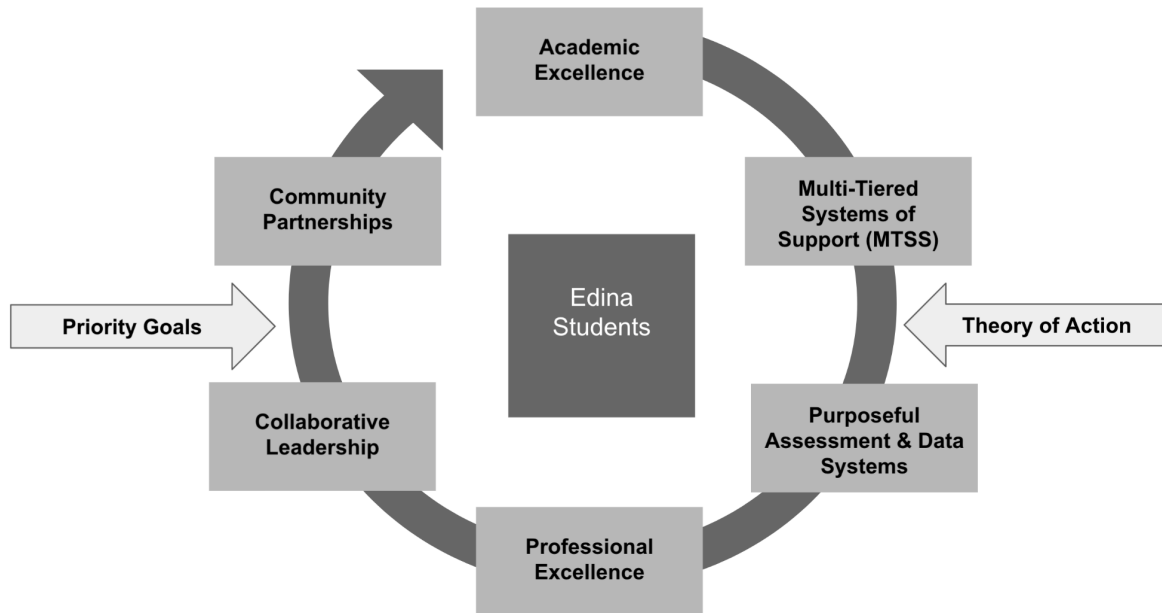 Academic
Excellence
Community
Partnerships
Multi-Tiered
Systems of
Support (MTSS)
Edina
Students
Priority Goals
Theory of Action
Collaborative
Leadership
Purposeful
Assessment & Data
Systems
Professional
Excellence